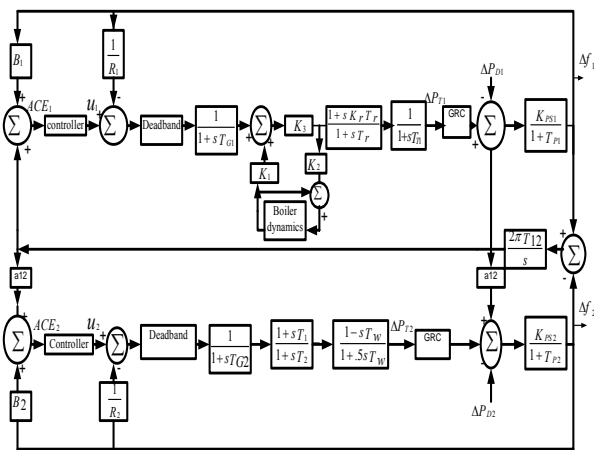 B1
1/R1
ΔPD1
Δf1
ACE1
u1
ΔPT1
Σ
controller
Σ
Deadband
1/(1+sTG1)
Σ
K3
(1+sKrTr)/(1+sTr)
1/(1+sT)
GRC
Σ
KPS1/(1+TP1)
K1
K2
Σ
Boiler
dynamics
2πT12/s
Σ
a12
a12
ACE2
u2
ΔPT2
Δf2
Σ
Controller
Σ
Deadband
1/(1+sTG2)
(1+sT1)/(1+sT2)
(1-sTw)/(1+.5sTw)
GRC
Σ
KPS2/(1+TP2)
B2
1/R2
ΔPD2